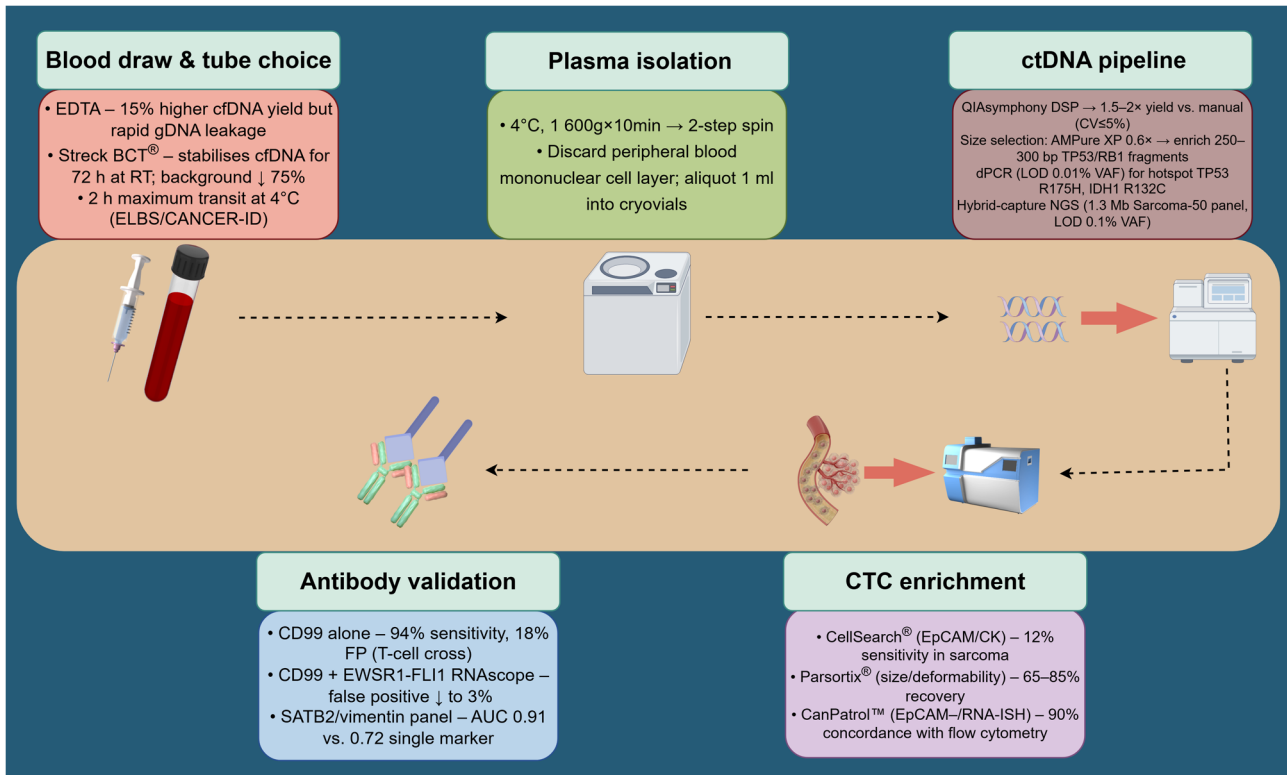 Blood draw & tube choice
• EDTA – 15% higher cfDNA yield but
rapid gDNA leakage
• Streck BCT® – stabilises cfDNA for
72 h at RT; background ↓ 75%
• 2 h maximum transit at 4°C
(ELBS/CANCER-ID)
Plasma isolation
• 4°C, 1 600g×10min → 2-step spin
• Discard peripheral blood
mononuclear cell layer; aliquot 1 ml
into cryovials
ctDNA pipeline
QIAsymphony DSP → 1.5–2× yield vs. manual
(CV≤5%)
Size selection: AMPure XP 0.6× → enrich 250–
300 bp TP53/RB1 fragments
dPCR (LOD 0.01% VAF) for hotspot TP53
R175H, IDH1 R132C
Hybrid-capture NGS (1.3 Mb Sarcoma-50 panel,
LOD 0.1% VAF)
Antibody validation
• CD99 alone – 94% sensitivity, 18%
FP (T-cell cross)
• CD99 + EWSR1-FLI1 RNAscope –
false positive ↓ to 3%
• SATB2/vimentin panel – AUC 0.91
vs. 0.72 single marker
CTC enrichment
• CellSearch® (EpCAM/CK) – 12%
sensitivity in sarcoma
• Parsortix® (size/deformability) – 65–85%
recovery
• CanPatrol™ (EpCAM–/RNA-ISH) – 90%
concordance with flow cytometry